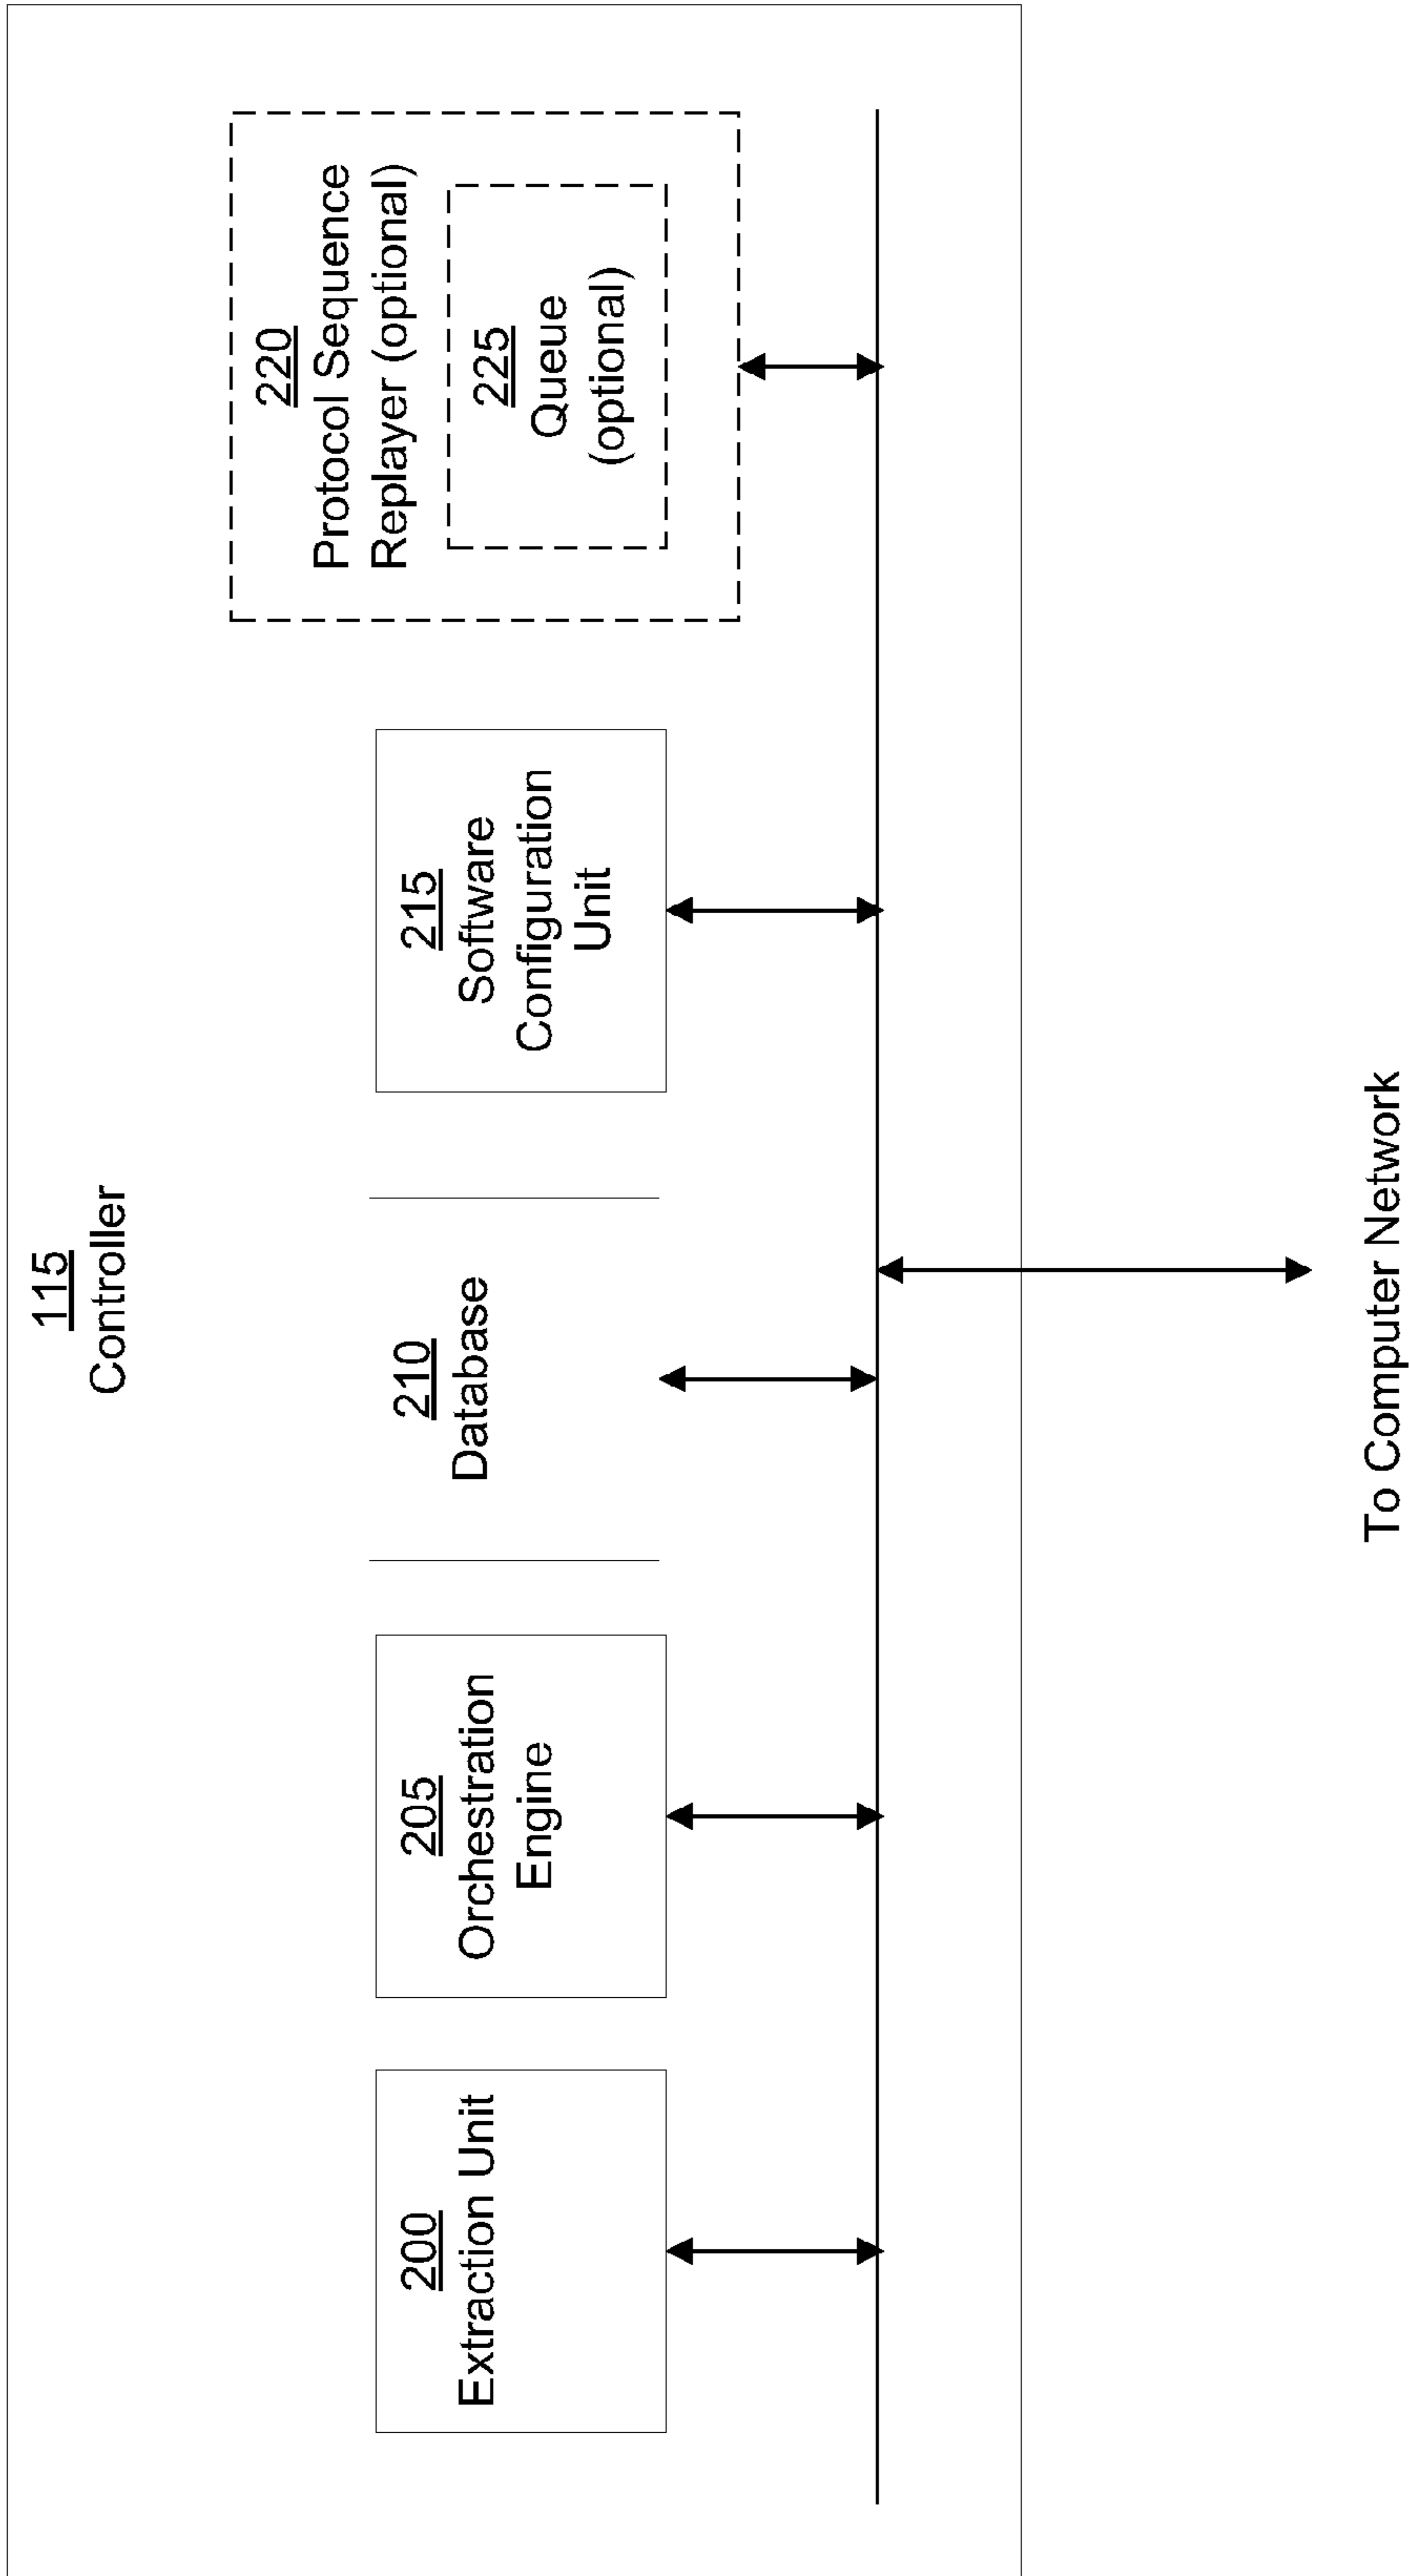 115
Controller
200
Extraction Unit
205
Orchestration
Engine
210
Database
215
Software
Configuration
Unit
220
Protocol Sequence
Replayer (optional)
225
Queue
(optional)
To Computer Network